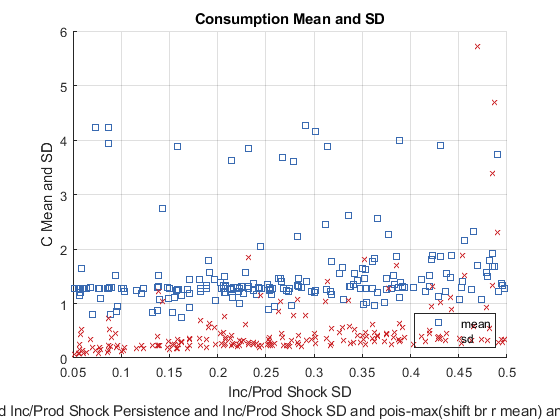 Consumption Mean and SD
6
5
4
3
2
1
0
C Mean and SD
mean
sd
0.05 0.1 0.15 0.2 0.25 0.3 0.35 0.4 0.45 0.5
Inc/Prod Shock SD
d Inc/Prod Shock Persistence and Inc/Prod Shock SD and pois-max(shift br r mean) an